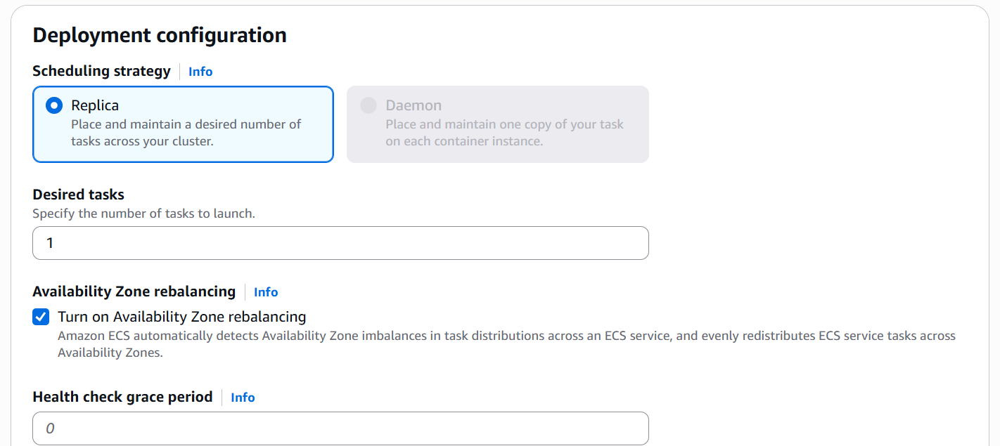 Deployment configuration
Scheduling strategy Info
Replica
Place and maintain a desired number of
tasks across your cluster.
Daemon
Place and maintain one copy of your task
on each container instance.
Desired tasks
Specify the number of tasks to launch.
1
Availability Zone rebalancing Info
Turn on Availability Zone rebalancing
Amazon ECS automatically detects Availability Zone imbalances in task distributions across an ECS service, and evenly redistributes ECS service tasks across
Availability Zones.
Health check grace period Info
0